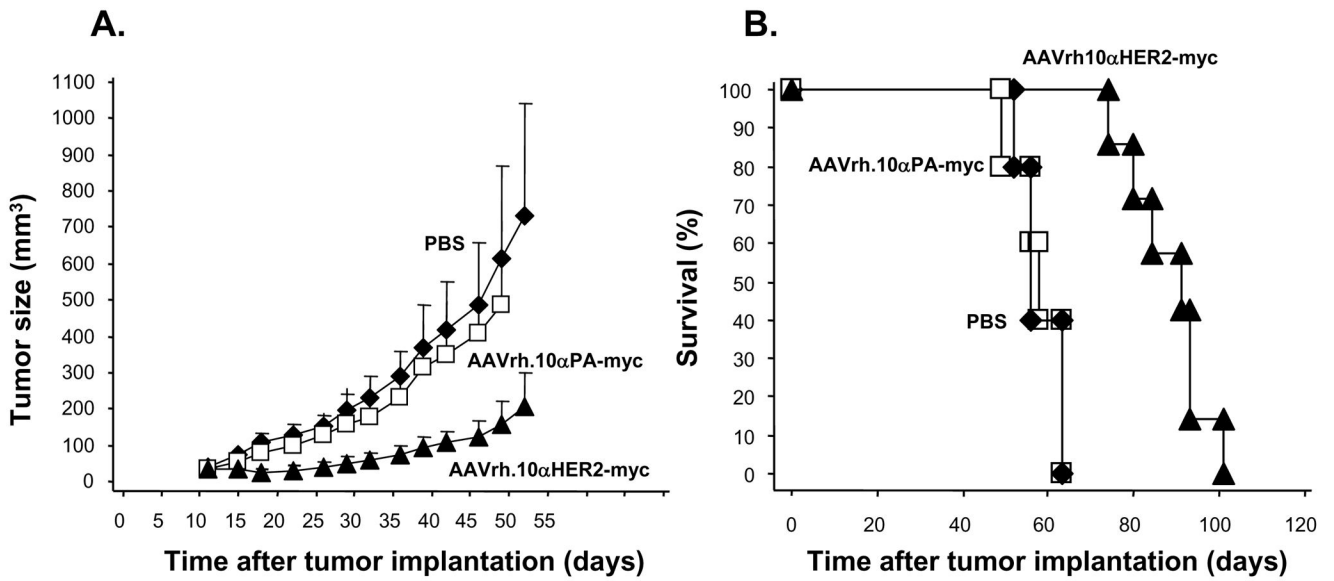 A.
1100
1000
900
800
700
600
500
400
300
200
100
0
Tumor size (mm³)
PBS
AAVrh.10αPA-myc
AAVrh.10αHER2-myc
0 5 10 15 20 25 30 35 40 45 50 55
Time after tumor implantation (days)
B.
AAVrh10αHER2-myc
100
90
80
70
60
50
40
30
20
10
0
Survival (%)
AAVrh.10αPA-myc
PBS
0 20 40 60 80 100 120
Time after tumor implantation (days)